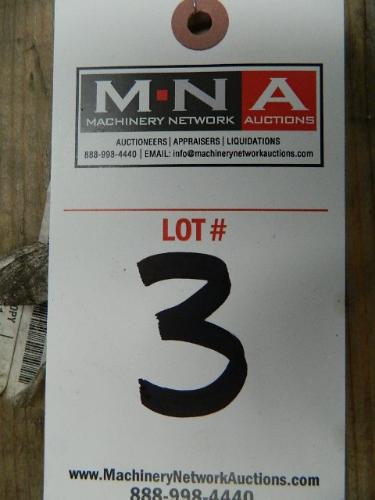 M·N A
MACHINERY NETWORK AUCTIONS
AUCTIONEERS | APPRAISERS | LIQUIDATIONS
888-998-4440 | EMAIL: info@machinerynetworkauctions.com
LOT #
3
www.MachineryNetworkAuctions.com
888-998-4440